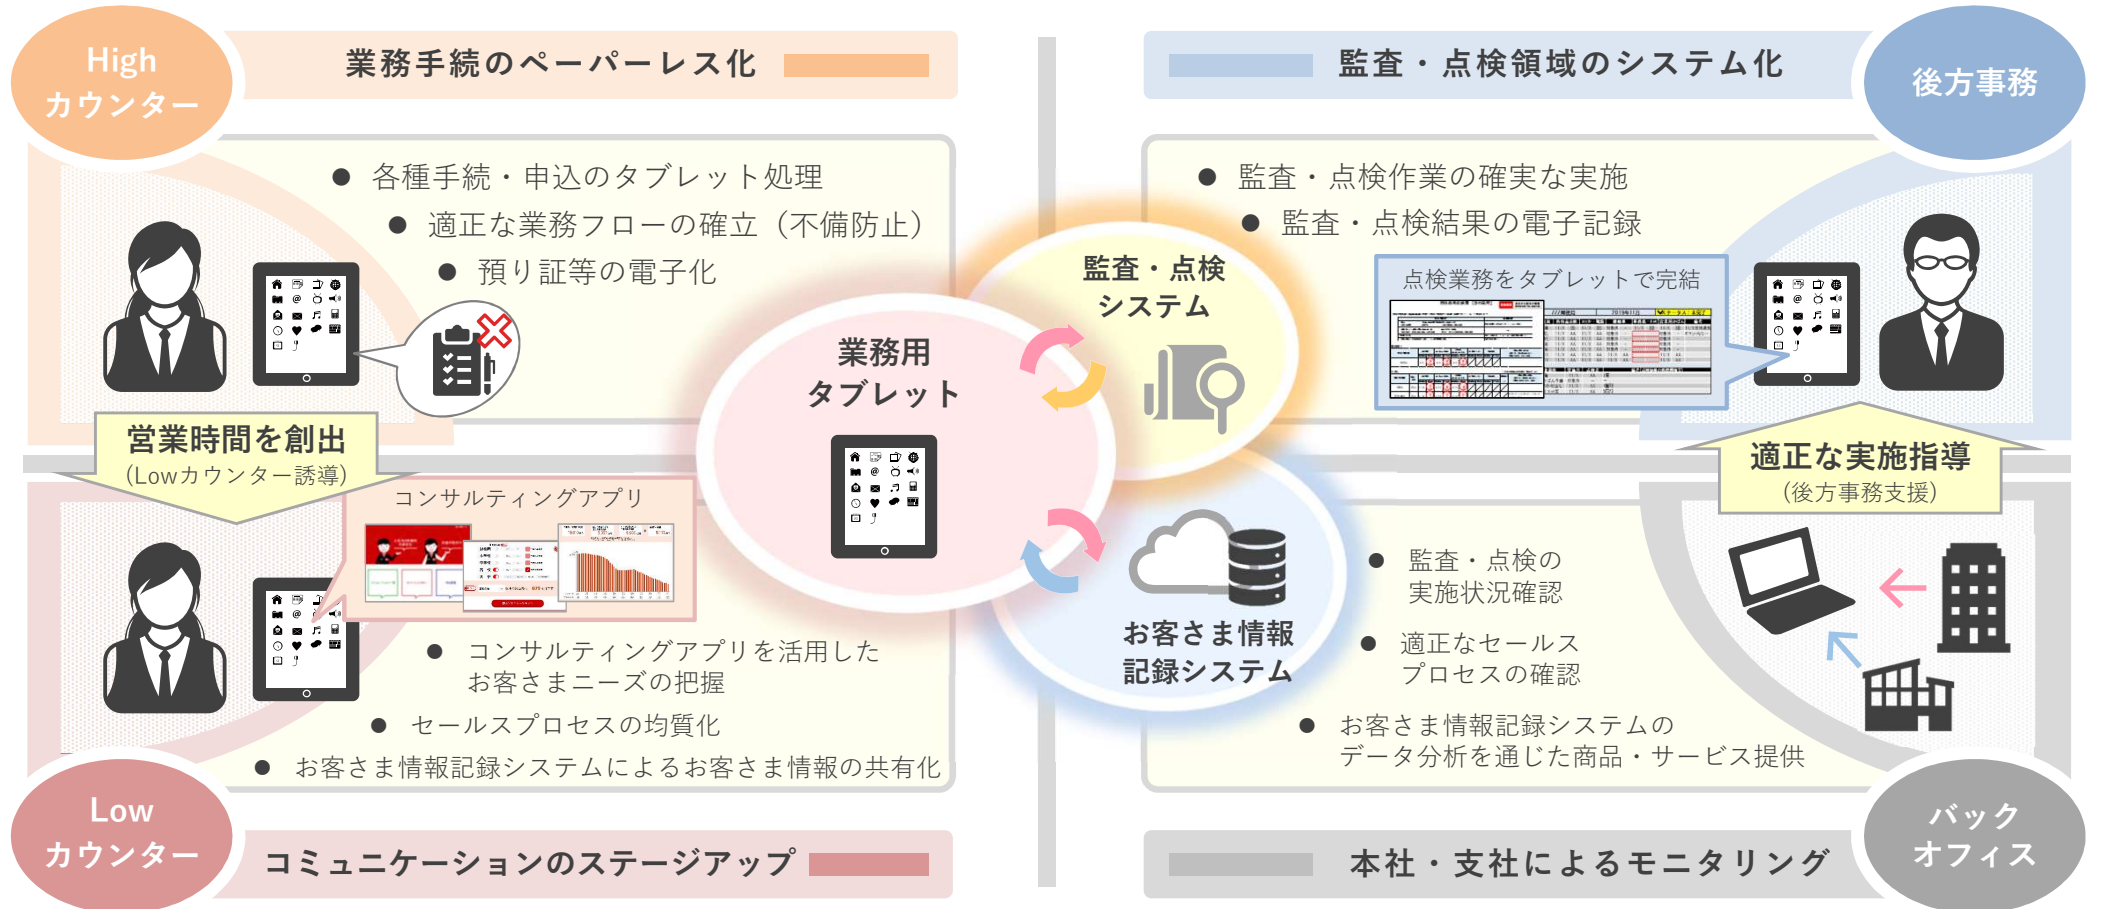 High
カウンター
業務手続のペーパーレス化
各種手続・申込のタブレット処理
適正な業務フローの確立（不備防止）
預り証等の電子化
監査・点検領域のシステム化
後方事務
監査・点検作業の確実な実施
監査・点検結果の電子記録
点検業務をタブレットで完結
監査・点検
システム
業務用
タブレット
お客さま情報
記録システム
営業時間を創出
(Lowカウンター誘導)
コンサルティングアプリ
コンサルティングアプリを活用した
お客さまニーズの把握
セールスプロセスの均質化
お客さま情報記録システムによるお客さま情報の共有化
Low
カウンター
コミュニケーションのステージアップ
適正な実施指導
(後方事務支援)
監査・点検の
実施状況確認
適正なセールス
プロセスの確認
お客さま情報記録システムの
データ分析を通じた商品・サービス提供
本社・支社によるモニタリング
バック
オフィス